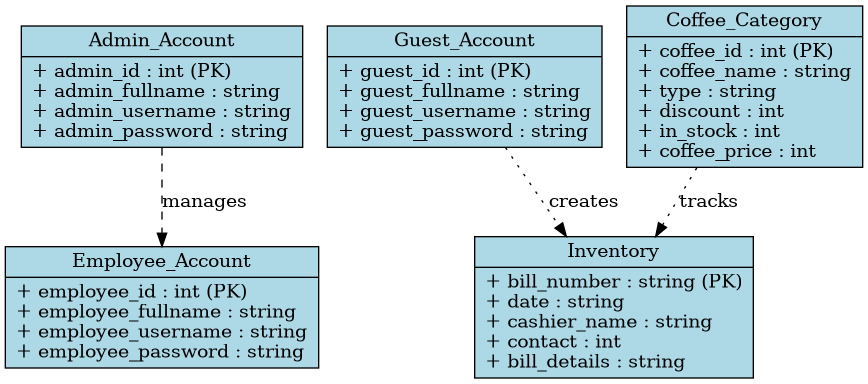 Admin_Account
+ admin_id : int (PK)
+ admin_fullname : string
+ admin_username : string
+ admin_password : string
Guest_Account
+ guest_id : int (PK)
+ guest_fullname : string
+ guest_username : string
+ guest_password : string
Coffee_Category
+ coffee_id : int (PK)
+ coffee_name : string
+ type : string
+ discount : int
+ in_stock : int
+ coffee_price : int
manages
creates
tracks
Employee_Account
+ employee_id : int (PK)
+ employee_fullname : string
+ employee_username : string
+ employee_password : string
Inventory
+ bill_number : string (PK)
+ date : string
+ cashier_name : string
+ contact : int
+ bill_details : string